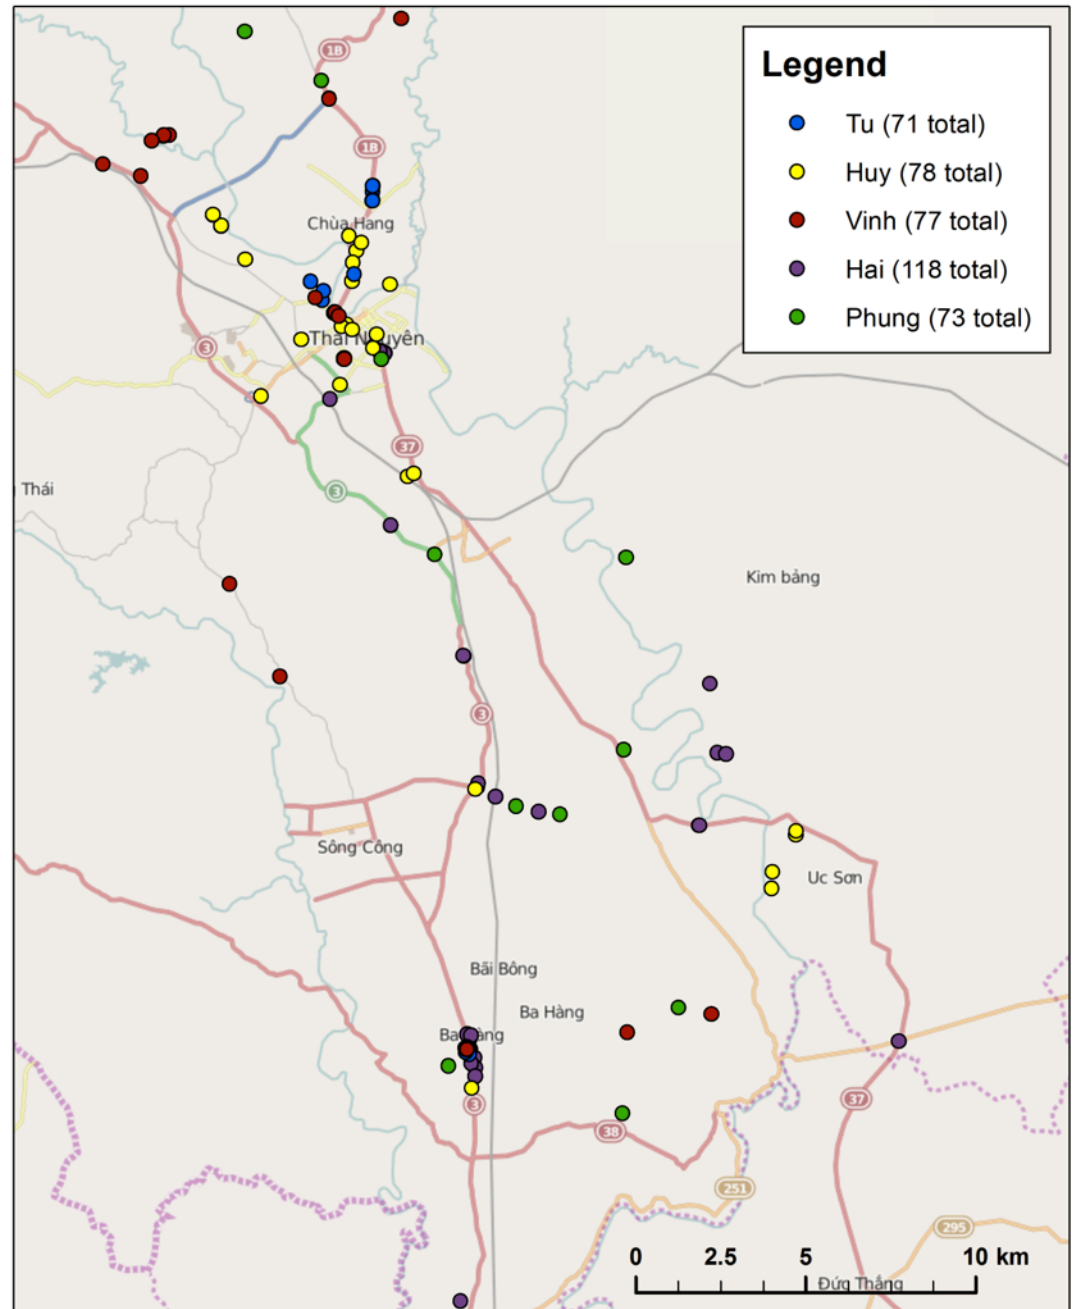 Legend
Tu (71 total)
Huy (78 total)
Vinh (77 total)
Hai (118 total)
Phung (73 total)
1B
1B
Chùa Hang
3
37
3
Thái
Kim bảng
3
Sông Công
Uc Sơn
Bãi Bông
Ba Hàng
3
37
38
251
295
0 2.5 5 10 km
Đức Thắng